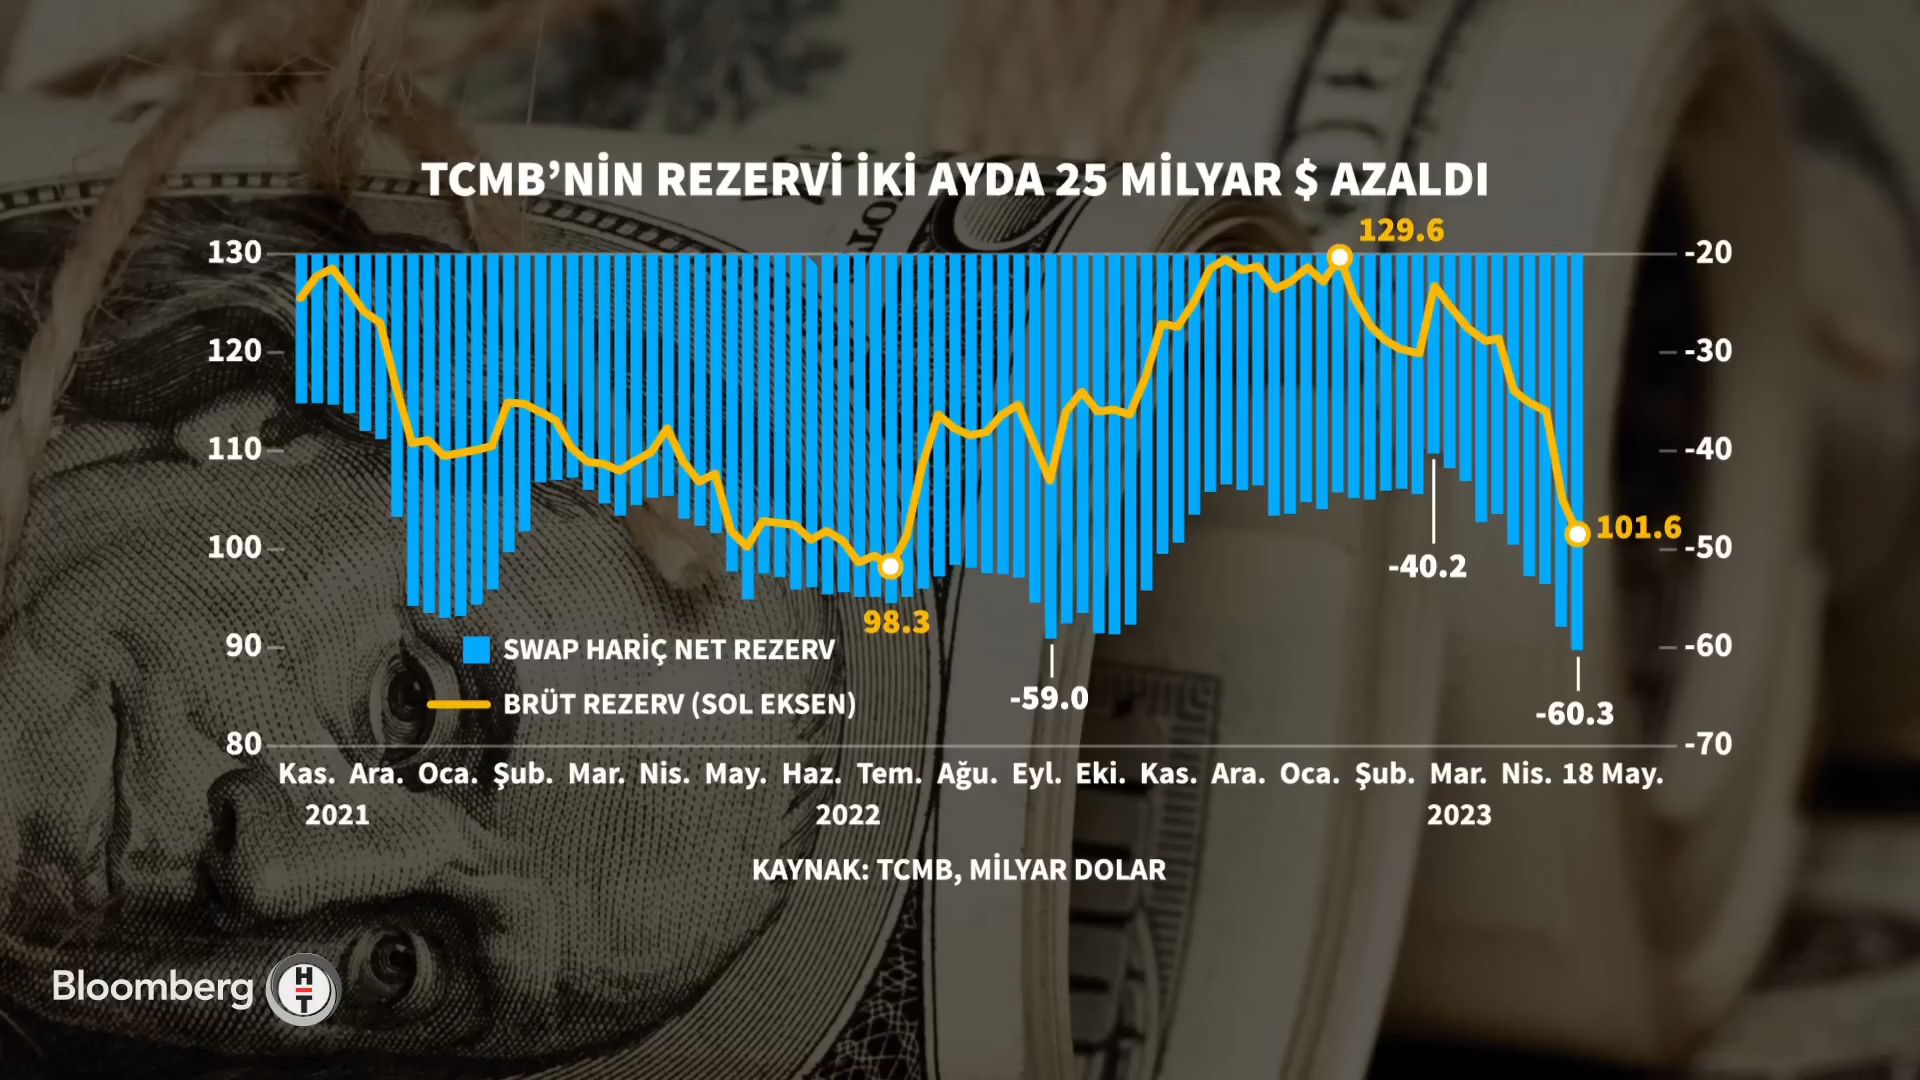 TCMB’NİN REZERVİ İKİ AYDA 25 MİLYAR $ AZALDI
129.6
130
-20
120
-30
110
-40
101.6
100
-50
-40.2
98.3
90
SWAP HARİÇ NET REZERV
-60
-59.0
BRÜT REZERV (SOL EKSEN)
-60.3
80
-70
Kas. Ara. Oca. Şub. Mar. Nis. May. Haz. Tem. Ağu. Eyl. Eki. Kas. Ara. Oca. Şub. Mar. Nis. 18 May.
2021 2022 2023
KAYNAK: TCMB, MİLYAR DOLAR
Bloomberg HT